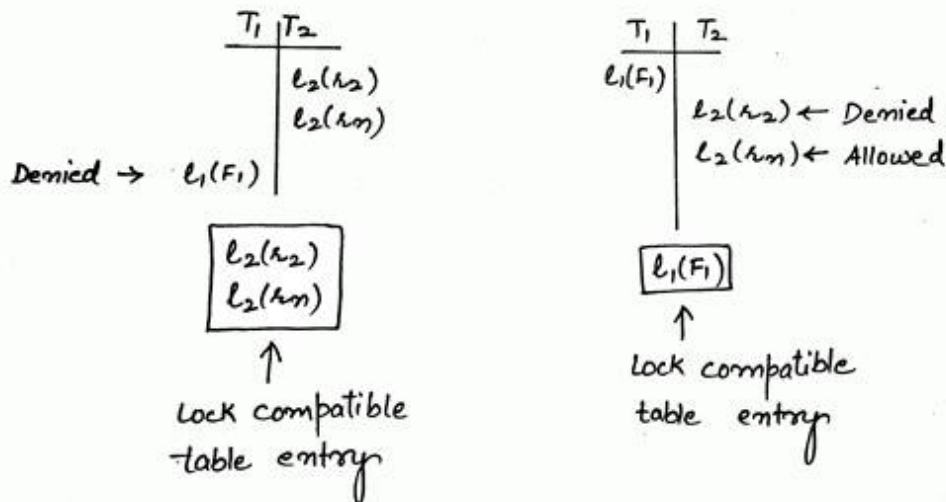 T₁ T₂
l₂(r₂)
l₂(rn)
Denied → l₁(F₁)
l₂(r₂)
l₂(rn)
↑
Lock compatible
table entry
T₁ T₂
l₁(F₁)
l₂(r₂) ← Denied
l₂(rn) ← Allowed
l₁(F₁)
↑
Lock compatible
table entry